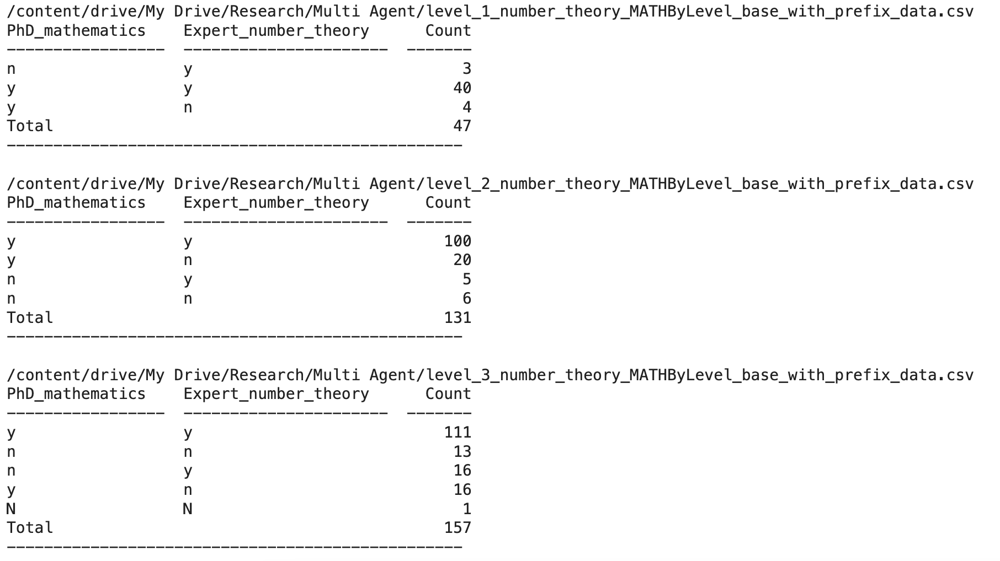 /content/drive/My Drive/Research/Multi Agent/level_1_number_theory_MATHByLevel_base_with_prefix_data.csv
PhD_mathematics    Expert_number_theory      Count
-----------------  ----------------------  -------
n                  y                             3
y                  y                            40
y                  n                             4
Total                                           47
-------------------------------------------------
/content/drive/My Drive/Research/Multi Agent/level_2_number_theory_MATHByLevel_base_with_prefix_data.csv
PhD_mathematics    Expert_number_theory      Count
-----------------  ----------------------  -------
y                  y                           100
y                  n                            20
n                  y                             5
n                  n                             6
Total                                          131
-------------------------------------------------
/content/drive/My Drive/Research/Multi Agent/level_3_number_theory_MATHByLevel_base_with_prefix_data.csv
PhD_mathematics    Expert_number_theory      Count
-----------------  ----------------------  -------
y                  y                           111
n                  n                            13
n                  y                            16
y                  n                            16
N                  N                             1
Total                                          157
-------------------------------------------------